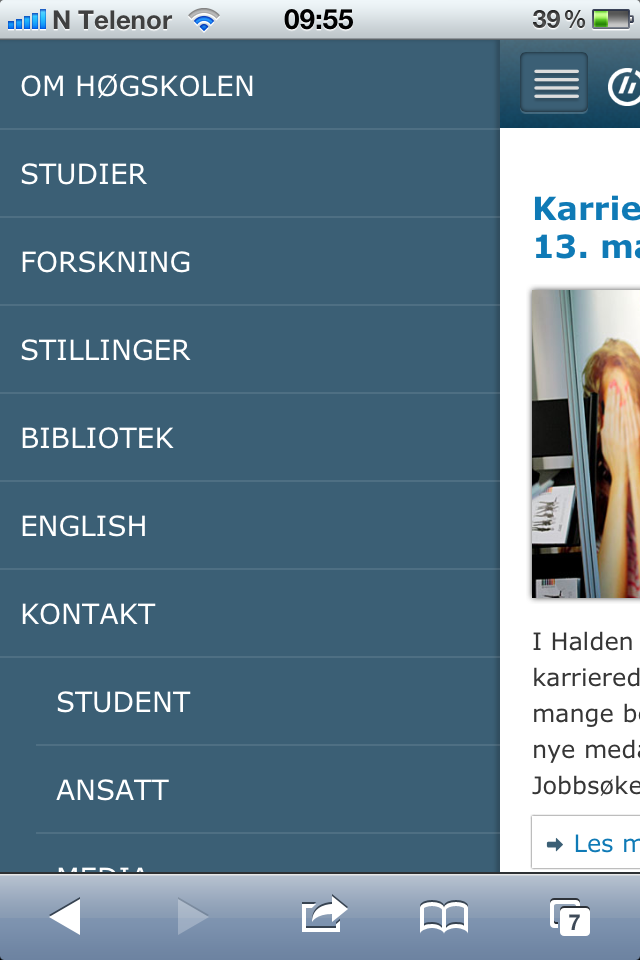 N Telenor 09:55 39 %
OM HØGSKOLEN
STUDIER
FORSKNING
STILLINGER
BIBLIOTEK
ENGLISH
KONTAKT
STUDENT
ANSATT
MEDIA
Karrie
13. ma
I Halden
karriered
mange be
nye meda
Jobbsøke
Les m
7